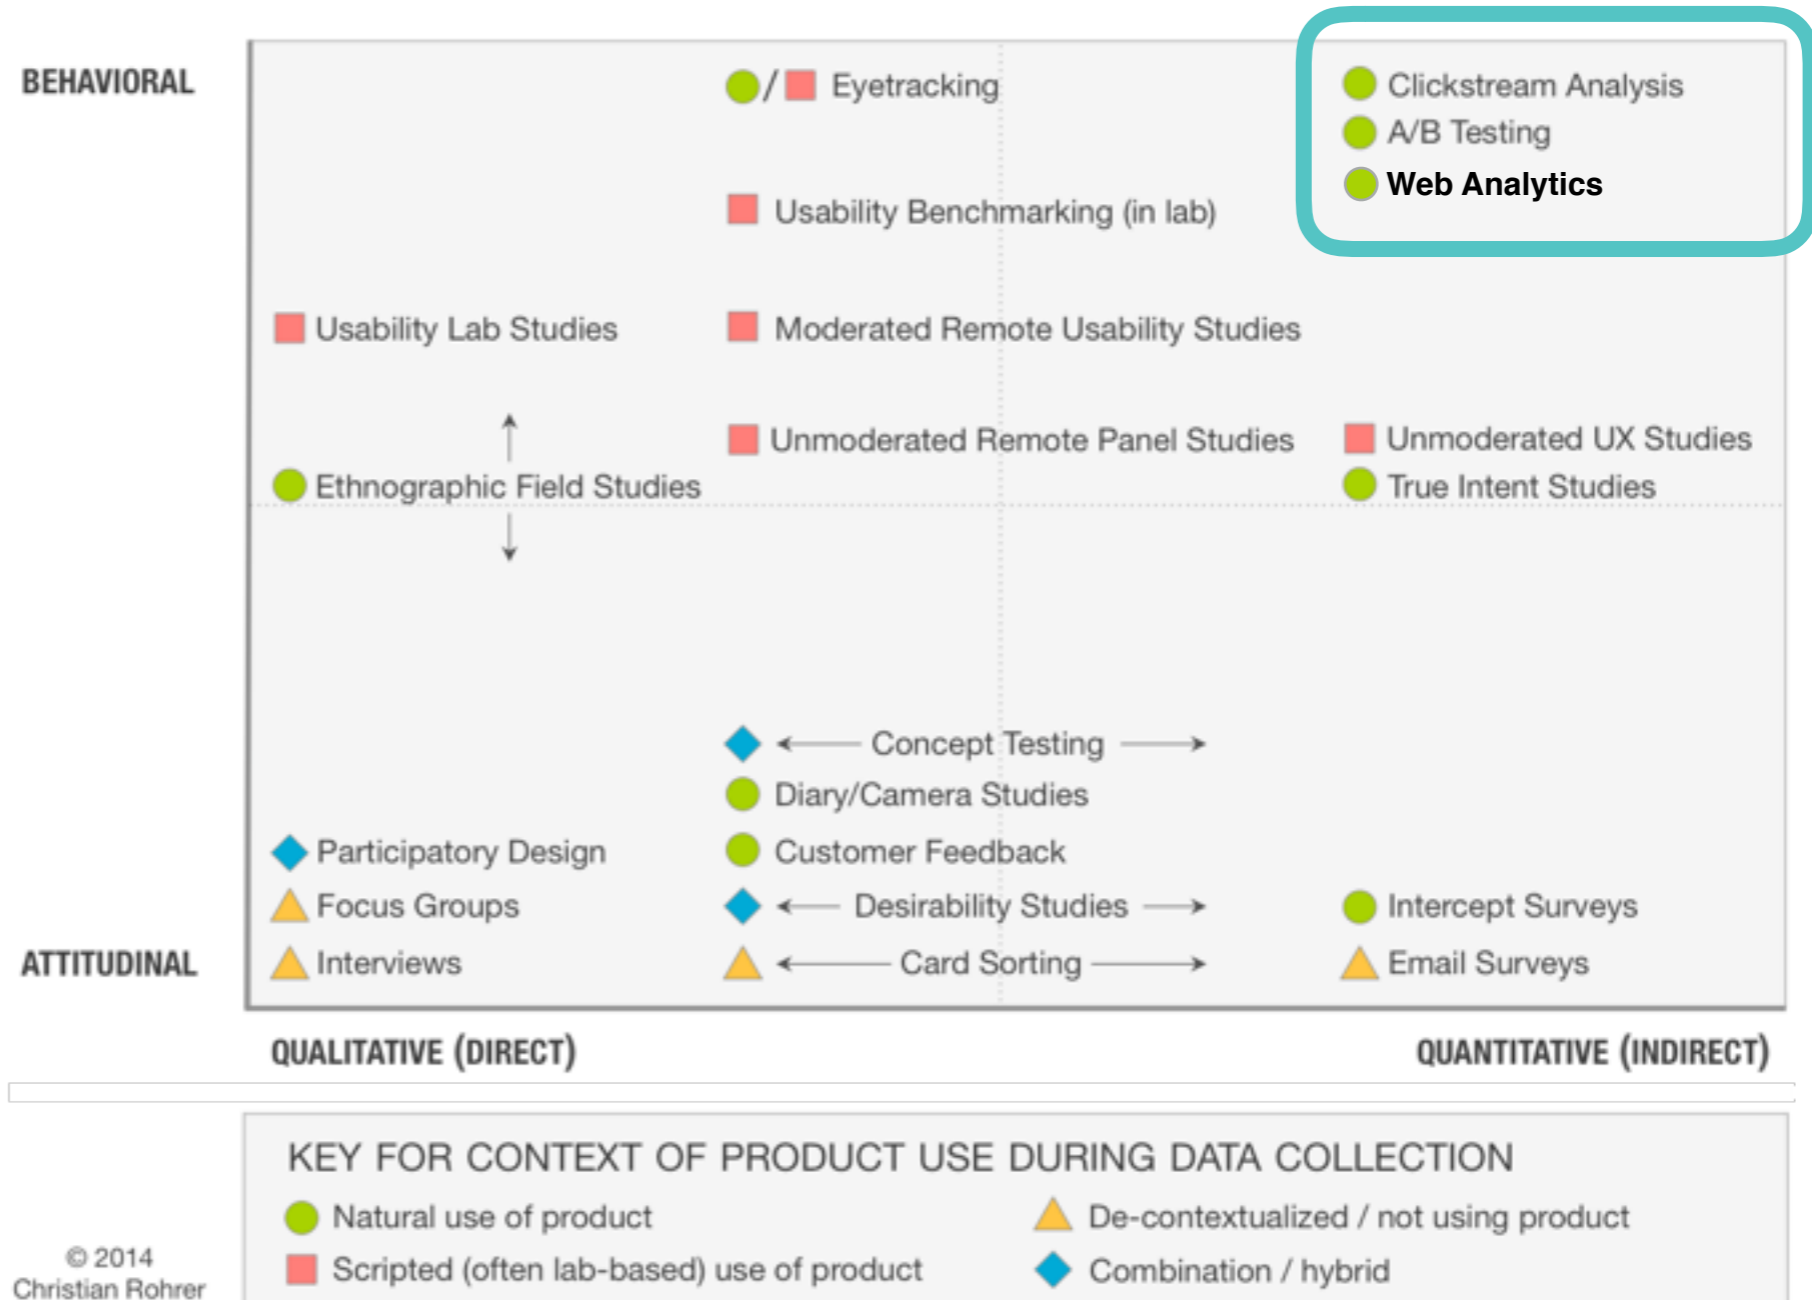 BEHAVIORAL
/ Eyetracking
Clickstream Analysis
A/B Testing
Web Analytics
Usability Benchmarking (in lab)
Usability Lab Studies
Moderated Remote Usability Studies
Unmoderated Remote Panel Studies
Unmoderated UX Studies
Ethnographic Field Studies
True Intent Studies
Concept Testing
Diary/Camera Studies
Participatory Design
Customer Feedback
Focus Groups
Desirability Studies
Intercept Surveys
ATTITUDINAL
Interviews
Card Sorting
Email Surveys
QUALITATIVE (DIRECT)
QUANTITATIVE (INDIRECT)
KEY FOR CONTEXT OF PRODUCT USE DURING DATA COLLECTION
Natural use of product
De-contextualized / not using product
Scripted (often lab-based) use of product
Combination / hybrid
© 2014
Christian Rohrer